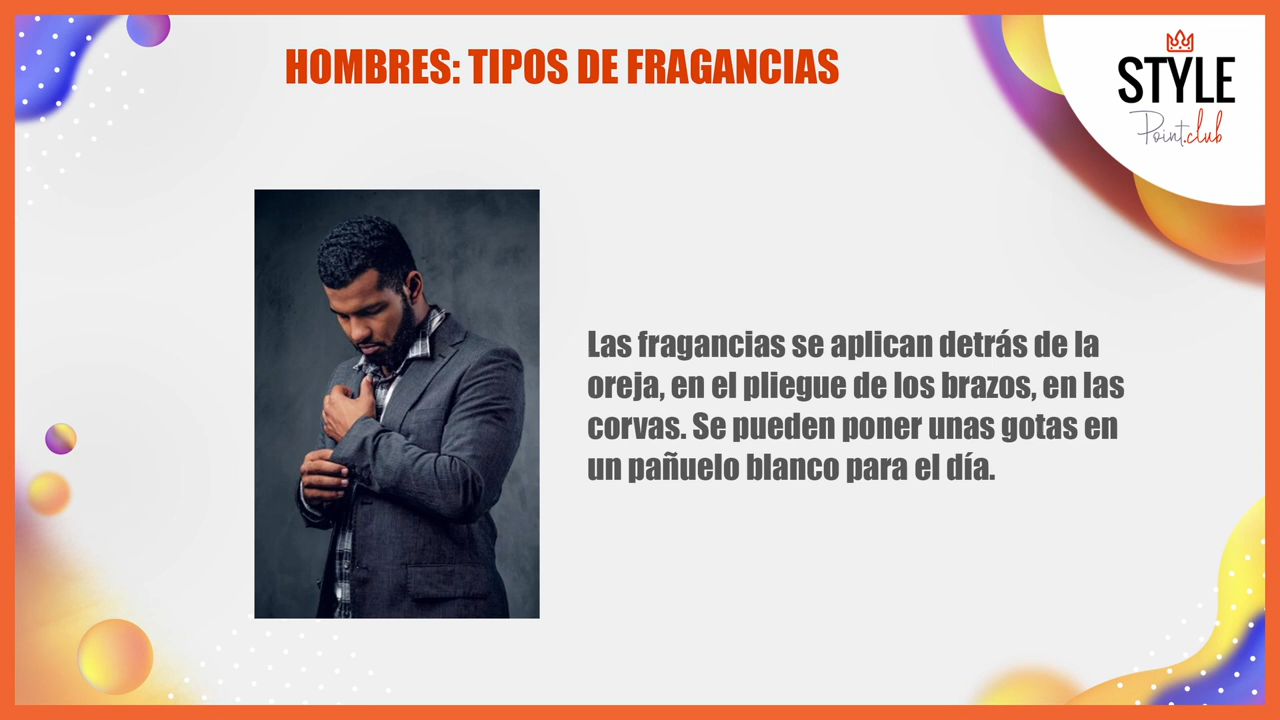 HOMBRES: TIPOS DE FRAGANCIAS
STYLE
Point.club
Las fragancias se aplican detrás de la
oreja, en el pliegue de los brazos, en las
corvas. Se pueden poner unas gotas en
un pañuelo blanco para el día.